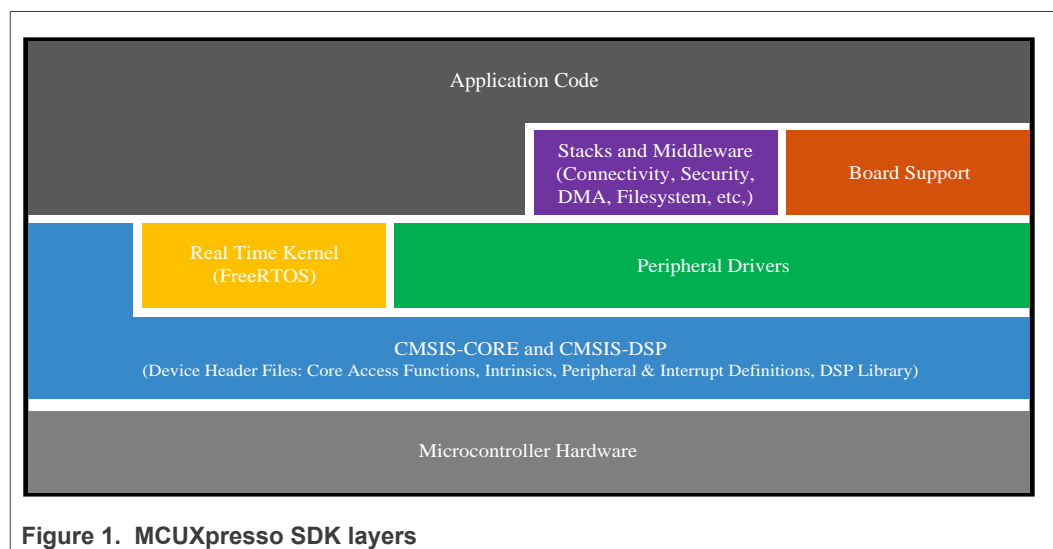 Application Code
Stacks and Middleware
(Connectivity, Security,
DMA, Filesystem, etc,)
Board Support
Real Time Kernel
(FreeRTOS)
Peripheral Drivers
CMSIS-CORE and CMSIS-DSP
(Device Header Files: Core Access Functions, Intrinsics, Peripheral & Interrupt Definitions, DSP Library)
Microcontroller Hardware
Figure 1. MCUXpresso SDK layers